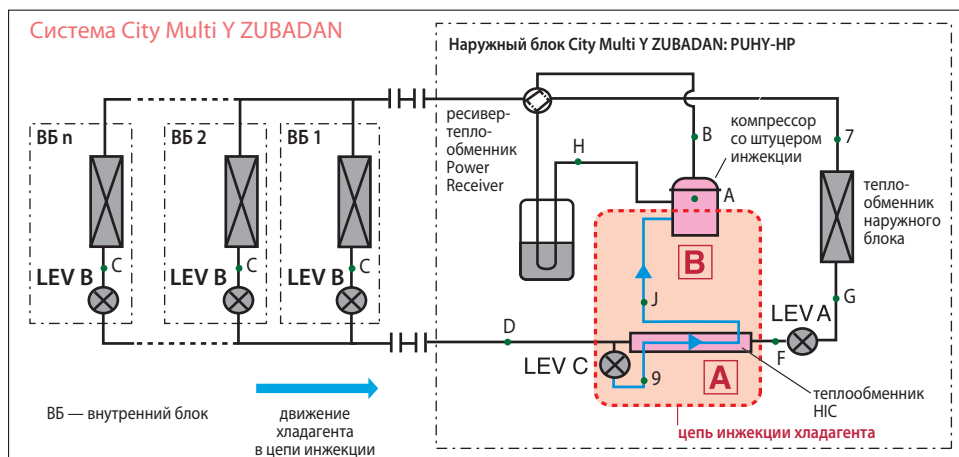 Система City Multi Y ZUBADAN
Наружный блок City Multi Y ZUBADAN: PUHY-HP
ресивер-
тепло-
обменник
Power
Receiver
компрессор
со штуцером
инжекции
B
7
H
A
ВБ n
ВБ 2
ВБ 1
тепло-
обменник
наружного
блока
B
LEV B
C
LEV B
C
LEV B
C
J
G
LEV A
D
F
LEV C
9
A
теплообменник
HIC
ВБ — внутренний блок
движение
хладагента
в цепи инжекции
цепь инжекции хладагента